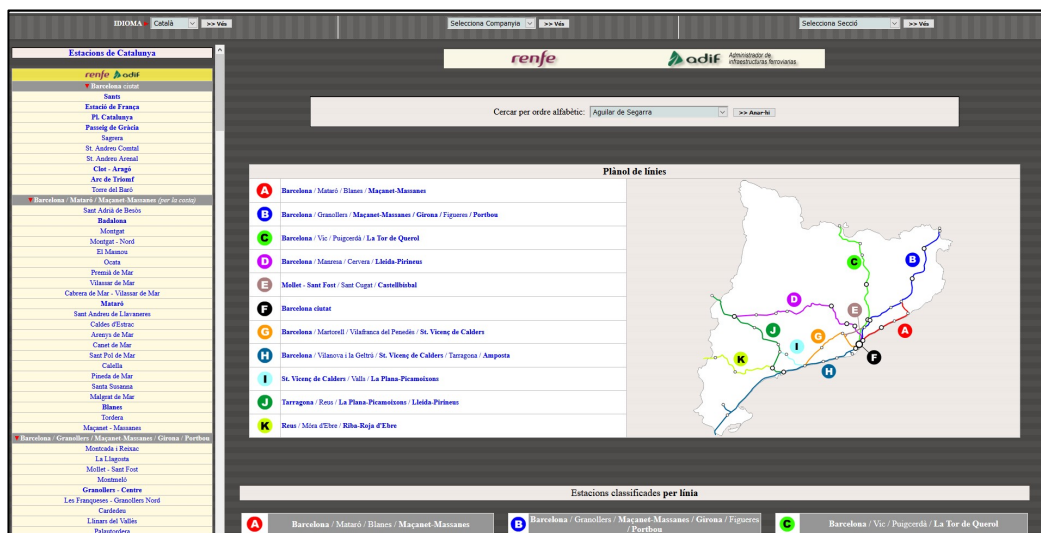 IDIOMA Català >> Vés
Selecciona Companyia >> Vés
Selecciona Secció >> Vés
Estacions de Catalunya
renfe adif
Barcelona ciutat
Sants
Estació de França
Pl. Catalunya
Passeig de Gràcia
Sagrera
St. Andreu Comtal
St. Andreu Arenal
Clot - Aragó
Arc de Triomf
Torre del Baró
Barcelona / Mataró / Maçanet-Massanes (per la costa)
Sant Adrià de Besòs
Badalona
Montgat
Montgat - Nord
El Masnou
Ocata
Premià de Mar
Vilassar de Mar
Cabrera de Mar - Vilassar de Mar
Mataró
Sant Andreu de Llavaneres
Caldes d'Estrac
Arenys de Mar
Canet de Mar
Sant Pol de Mar
Calella
Pineda de Mar
Santa Susanna
Malgrat de Mar
Blanes
Tordera
Maçanet - Massanes
Barcelona / Granollers / Maçanet-Massanes / Girona / Portbou
Montcada i Reixac
La Llagosta
Mollet - Sant Fost
Montmeló
Granollers - Centre
Les Franqueses - Granollers Nord
Cardedeu
Llinars del Vallès
Palautordera
renfe adif Administrador de
infraestructuras ferroviarias
Cercar per ordre alfabètic: Aguilar de Segarra >> Anar-hi
Plànol de línies
A Barcelona / Mataró / Blanes / Maçanet-Massanes
B Barcelona / Granollers / Maçanet-Massanes / Girona / Figueres / Portbou
C Barcelona / Vic / Puigcerdà / La Tor de Querol
D Barcelona / Manresa / Cervera / Lleida-Pirineus
E Mollet - Sant Fost / Sant Cugat / Castellbisbal
F Barcelona ciutat
G Barcelona / Martorell / Vilafranca del Penedès / St. Vicenç de Calders
H Barcelona / Vilanova i la Geltrú / St. Vicenç de Calders / Tarragona / Amposta
I St. Vicenç de Calders / Valls / La Plana-Picamoixons
J Tarragona / Reus / La Plana-Picamoixons / Lleida-Pirineus
K Reus / Móra d'Ebre / Riba-Roja d'Ebre
C
B
D
E
A
J
G
I
F
K
H
Estacions classificades per línia
A Barcelona / Mataró / Blanes / Maçanet-Massanes
B Barcelona / Granollers / Maçanet-Massanes / Girona / Figueres
/ Portbou
C Barcelona / Vic / Puigcerdà / La Tor de Querol